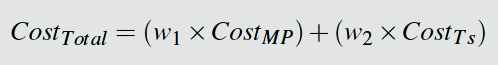 Cost_Total = (w_1 × Cost_MP) + (w_2 × Cost_Ts)